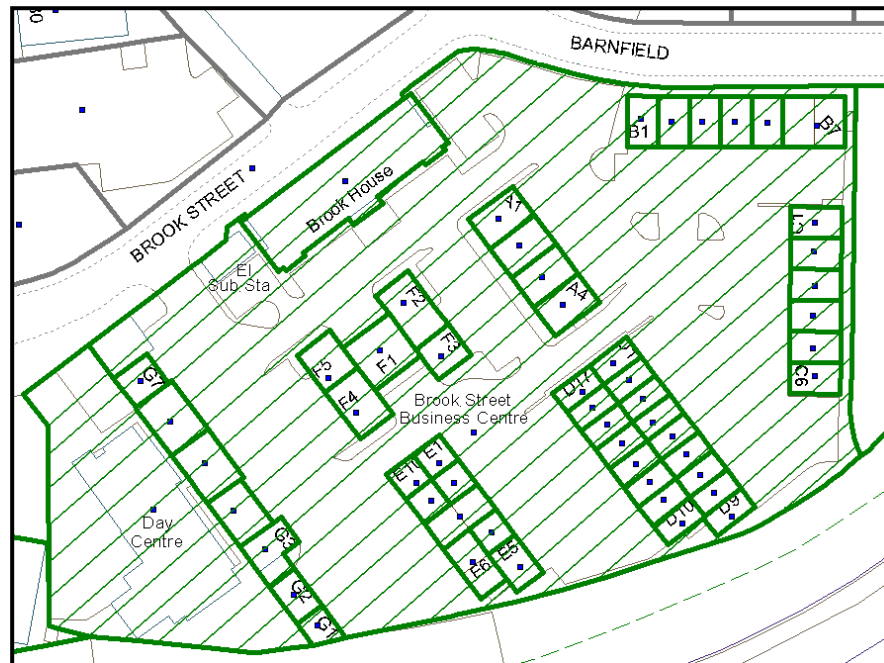 BARNFIELD
BROOK STREET
Brook House
El
Sub Sta
B1
B7
A1
A4
C1
C6
F2
F3
F1
F5
F4
G7
Brook Street
Business Centre
D17
D1
D10
D9
E10
E1
E6
E5
Day
Centre
G3
G2
G1